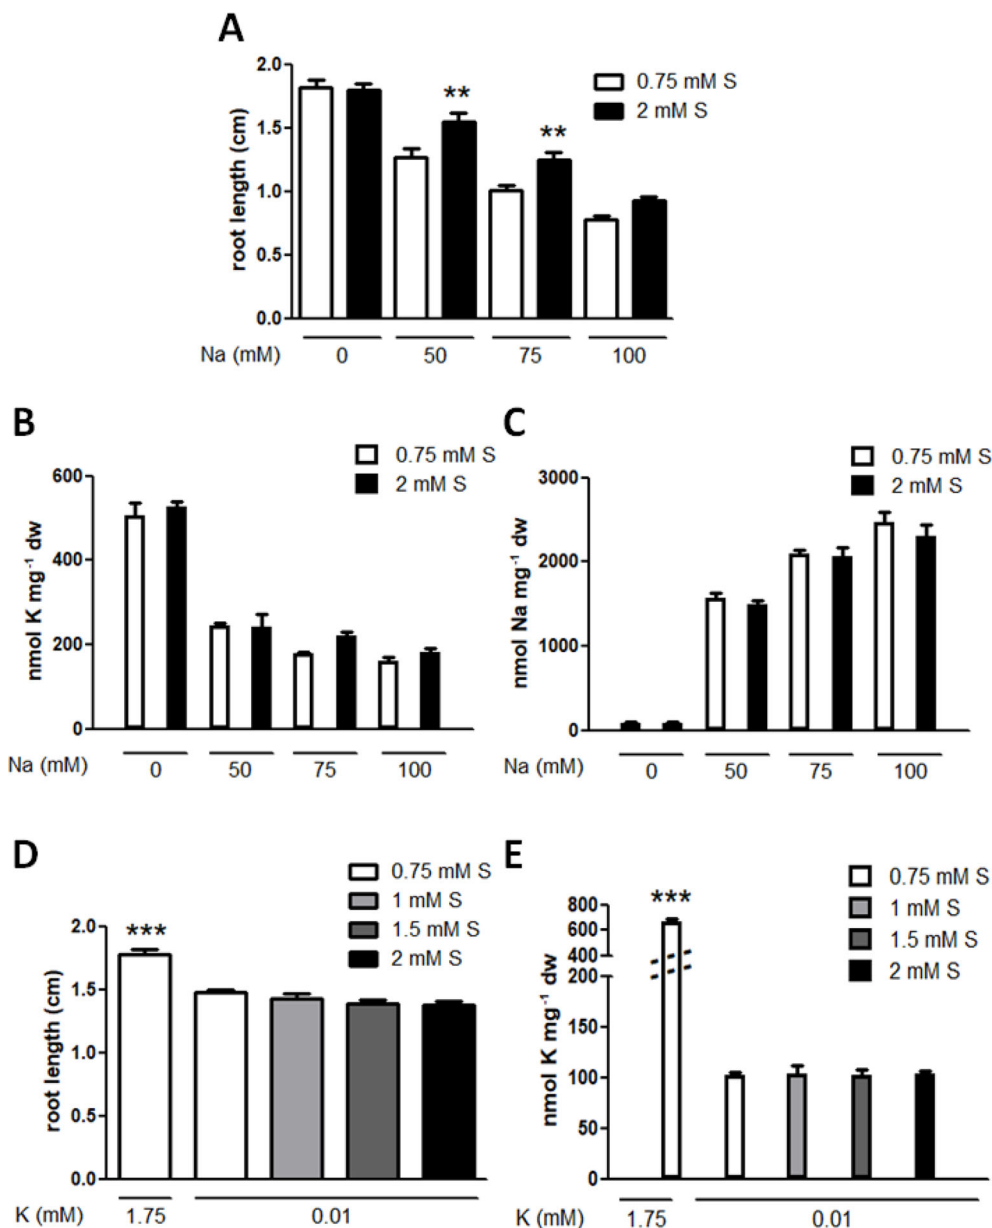 A
0.75 mM S
2 mM S
** **
root length (cm)
2.0
1.5
1.0
0.5
0.0
Na (mM) 0 50 75 100
B
0.75 mM S
2 mM S
nmol K mg⁻¹ dw
600
400
200
0
Na (mM) 0 50 75 100
C
0.75 mM S
2 mM S
nmol Na mg⁻¹ dw
3000
2000
1000
0
Na (mM) 0 50 75 100
D
0.75 mM S
1 mM S
1.5 mM S
2 mM S
***
root length (cm)
2.0
1.5
1.0
0.5
0.0
K (mM) 1.75 0.01
E
0.75 mM S
1 mM S
1.5 mM S
2 mM S
***
nmol K mg⁻¹ dw
800
600
400
200
150
100
50
0
K (mM) 1.75 0.01